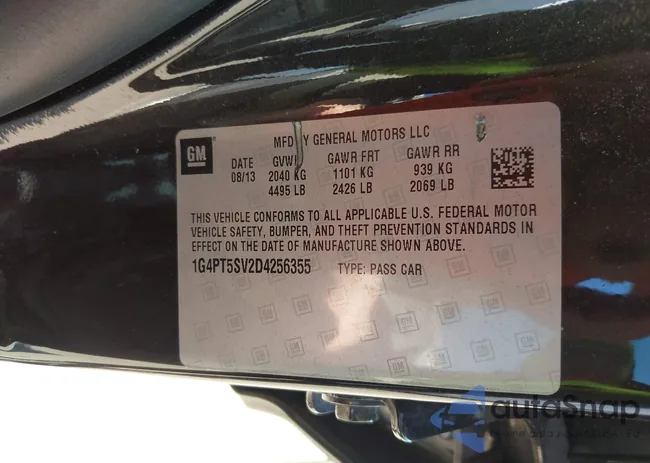 GM
MFD BY GENERAL MOTORS LLC
DATE GVWR GAWR FRT GAWR RR
08/13 2040 KG 1101 KG 939 KG
4495 LB 2426 LB 2069 LB
THIS VEHICLE CONFORMS TO ALL APPLICABLE U.S. FEDERAL MOTOR
VEHICLE SAFETY, BUMPER, AND THEFT PREVENTION STANDARDS IN
EFFECT ON THE DATE OF MANUFACTURE SHOWN ABOVE.
1G4PT5SV2D4256355 TYPE: PASS CAR
autoSnap